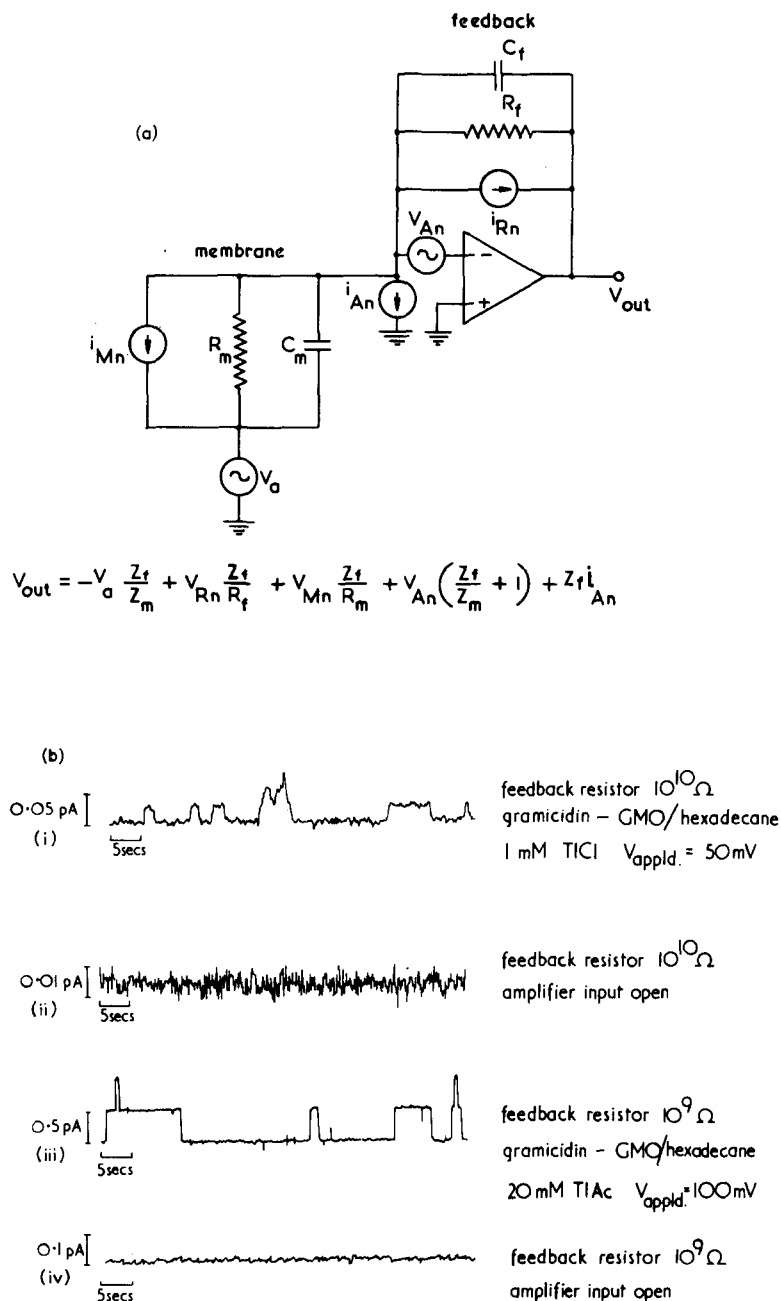 feedback
C_f
R_f
(a)
i_Rn
V_An
membrane
−
+
i_An
V_out
i_Mn
R_m
C_m
V_a
V_out = −V_a Z_f/Z_m + V_Rn Z_f/R_f + V_Mn Z_f/R_m + V_An (Z_f/Z_m + 1) + Z_f i_An
(b)
0·05 pA
(i)
5secs
feedback resistor 10^10 Ω
gramicidin – GMO/hexadecane
1 mM TlCl V_appld. = 50mV
0·01 pA
(ii)
5secs
feedback resistor 10^10 Ω
amplifier input open
0·5 pA
(iii)
5secs
feedback resistor 10^9 Ω
gramicidin – GMO/hexadecane
20 mM TlAc V_appld. = 100mV
0·1 pA
(iv)
5secs
feedback resistor 10^9 Ω
amplifier input open